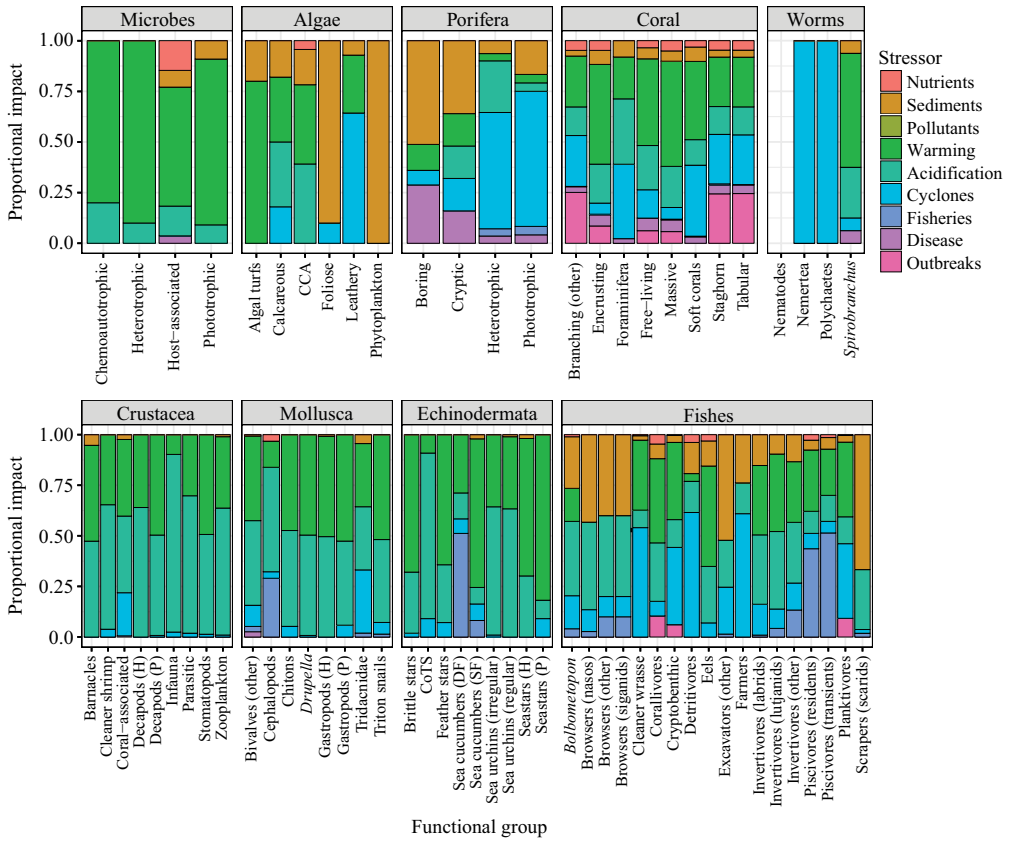 Microbes
Algae
Porifera
Coral
Worms
Proportional impact
1.00
0.75
0.50
0.25
0.0
Chemoautotrophic
Heterotrophic
Host−associated
Phototrophic
Algal turfs
Calcareous
CCA
Foliose
Leathery
Phytoplankton
Boring
Cryptic
Heterotrophic
Phototrophic
Branching (other)
Encrusting
Foraminifera
Free−living
Massive
Soft corals
Staghorn
Tabular
Nematodes
Nemertea
Polychaetes
Spirobranchus
Stressor
Nutrients
Sediments
Pollutants
Warming
Acidification
Cyclones
Fisheries
Disease
Outbreaks
Crustacea
Mollusca
Echinodermata
Fishes
Proportional impact
1.00
0.75
0.50
0.25
0.0
Barnacles
Cleaner shrimp
Coral−associated
Decapods (H)
Decapods (P)
Infauna
Parasitic
Stomatopods
Zooplankton
Bivalves (other)
Cephalopods
Chitons
Drupella
Gastropods (H)
Gastropods (P)
Tridacnidae
Triton snails
Brittle stars
CoTS
Feather stars
Sea cucumbers (DF)
Sea cucumbers (SF)
Sea urchins (irregular)
Sea urchins (regular)
Seastars (H)
Seastars (P)
Bolbometopon
Browsers (nasos)
Browsers (other)
Browsers (siganids)
Cleaner wrasse
Corallivores
Cryptobenthic
Detritivores
Eels
Excavators (other)
Farmers
Invertivores (labrids)
Invertivores (lutjanids)
Invertivores (other)
Piscivores (residents)
Piscivores (transients)
Planktivores
Scrapers (scarids)
Functional group